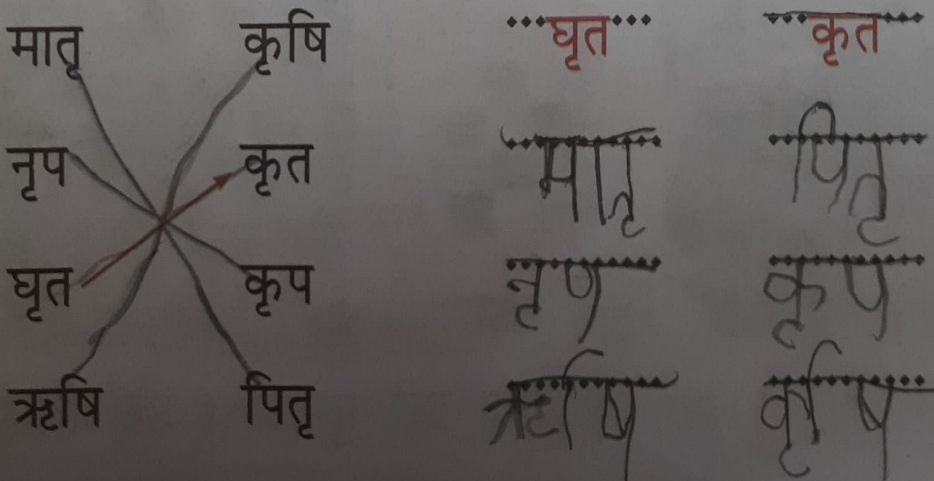 मातृ कृषि घृत कृत
नृप कृत मातृ पितृ
घृत कृप नृप कृप
ऋषि पितृ ऋषि कृषि